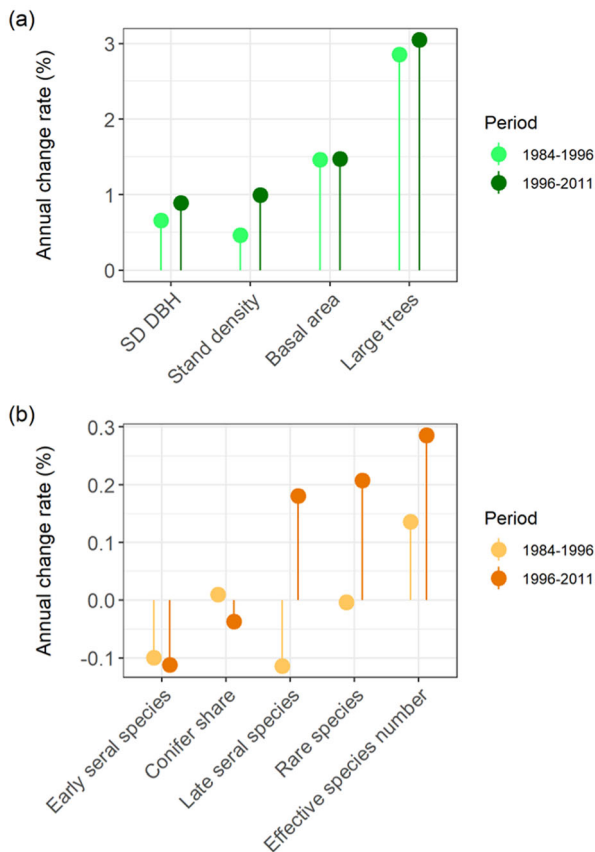 (a)
Annual change rate (%)
3
2
1
0
SD DBH
Stand density
Basal area
Large trees
Period
1984-1996
1996-2011
(b)
Annual change rate (%)
0.3
0.2
0.1
0.0
-0.1
Early seral species
Conifer share
Late seral species
Rare species
Effective species number
Period
1984-1996
1996-2011